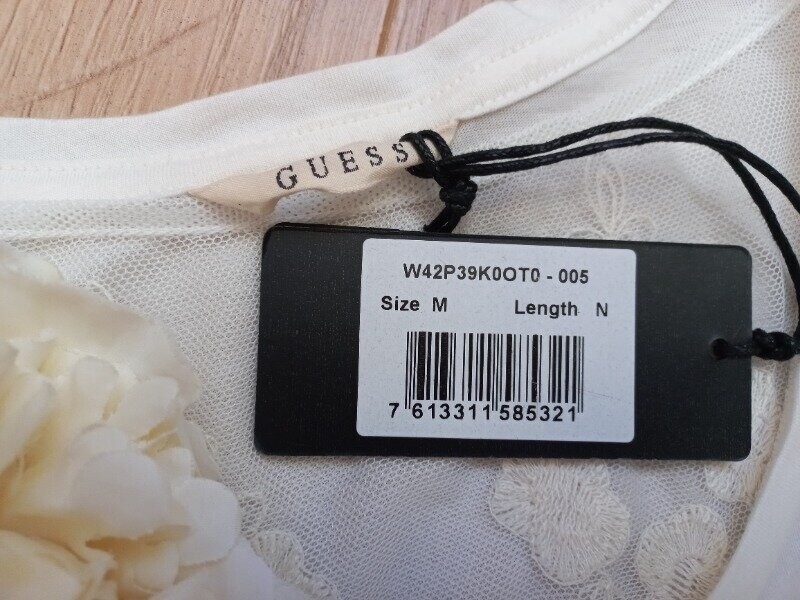 GUESS
W42P39K0OT0 - 005
Size M Length N
7 613311 585321